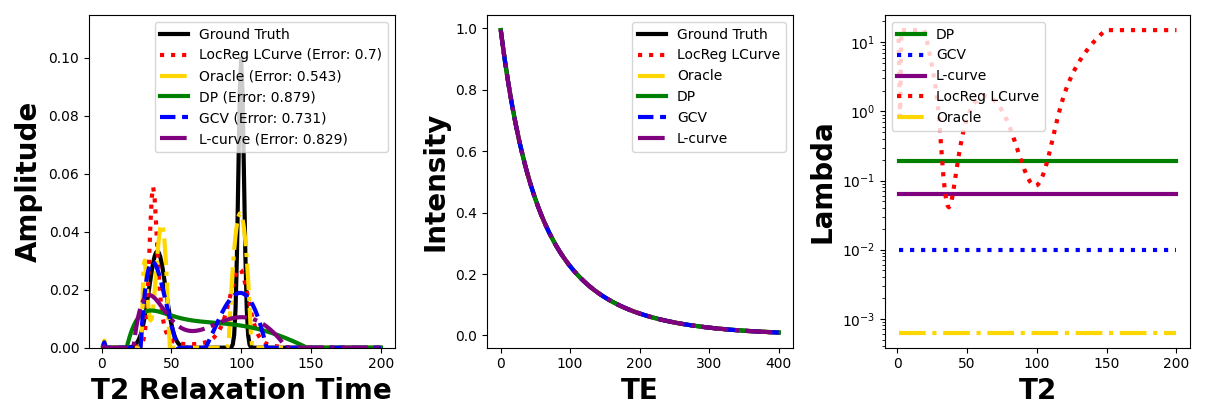 Amplitude
0.10
0.08
0.06
0.04
0.02
0.00
Ground Truth
LocReg LCurve (Error: 0.7)
Oracle (Error: 0.543)
DP (Error: 0.879)
GCV (Error: 0.731)
L-curve (Error: 0.829)
0 50 100 150 200
T2 Relaxation Time
Intensity
1.0
0.8
0.6
0.4
0.2
0.0
Ground Truth
LocReg LCurve
Oracle
DP
GCV
L-curve
0 100 200 300 400
TE
Lambda
10¹
10⁰
10⁻¹
10⁻²
10⁻³
DP
GCV
L-curve
LocReg LCurve
Oracle
0 50 100 150 200
T2